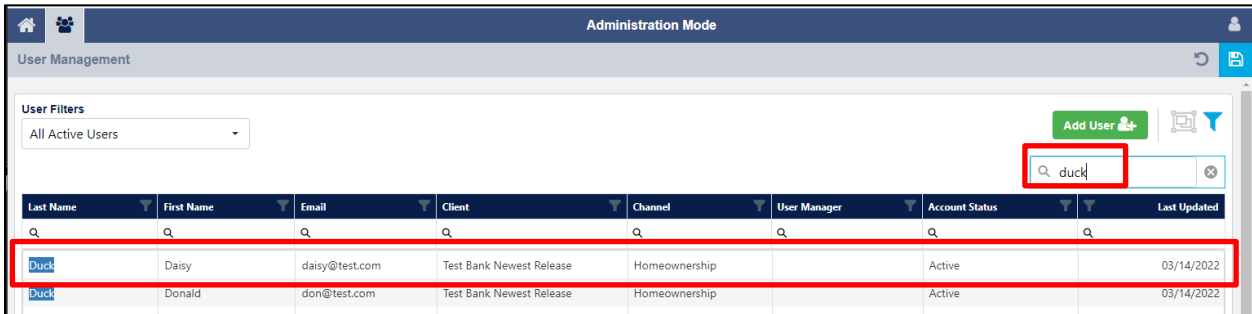 Administration Mode
User Management
User Filters
All Active Users
Add User
duck
Last Name First Name Email Client Channel User Manager Account Status Last Updated
Duck Daisy daisy@test.com Test Bank Newest Release Homeownership Active 03/14/2022
Duck Donald don@test.com Test Bank Newest Release Homeownership Active 03/14/2022